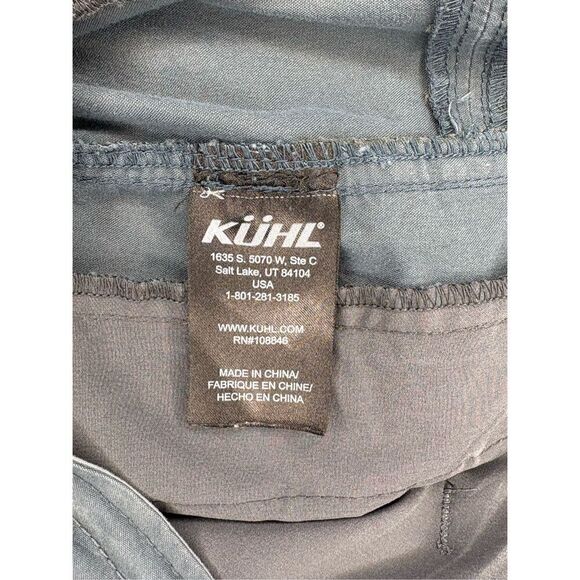 KÜHL®
1635 S. 5070 W, Ste C
Salt Lake, UT 84104
USA
1-801-281-3185
WWW.KUHL.COM
RN#108846
MADE IN CHINA/
FABRIQUE EN CHINE/
HECHO EN CHINA